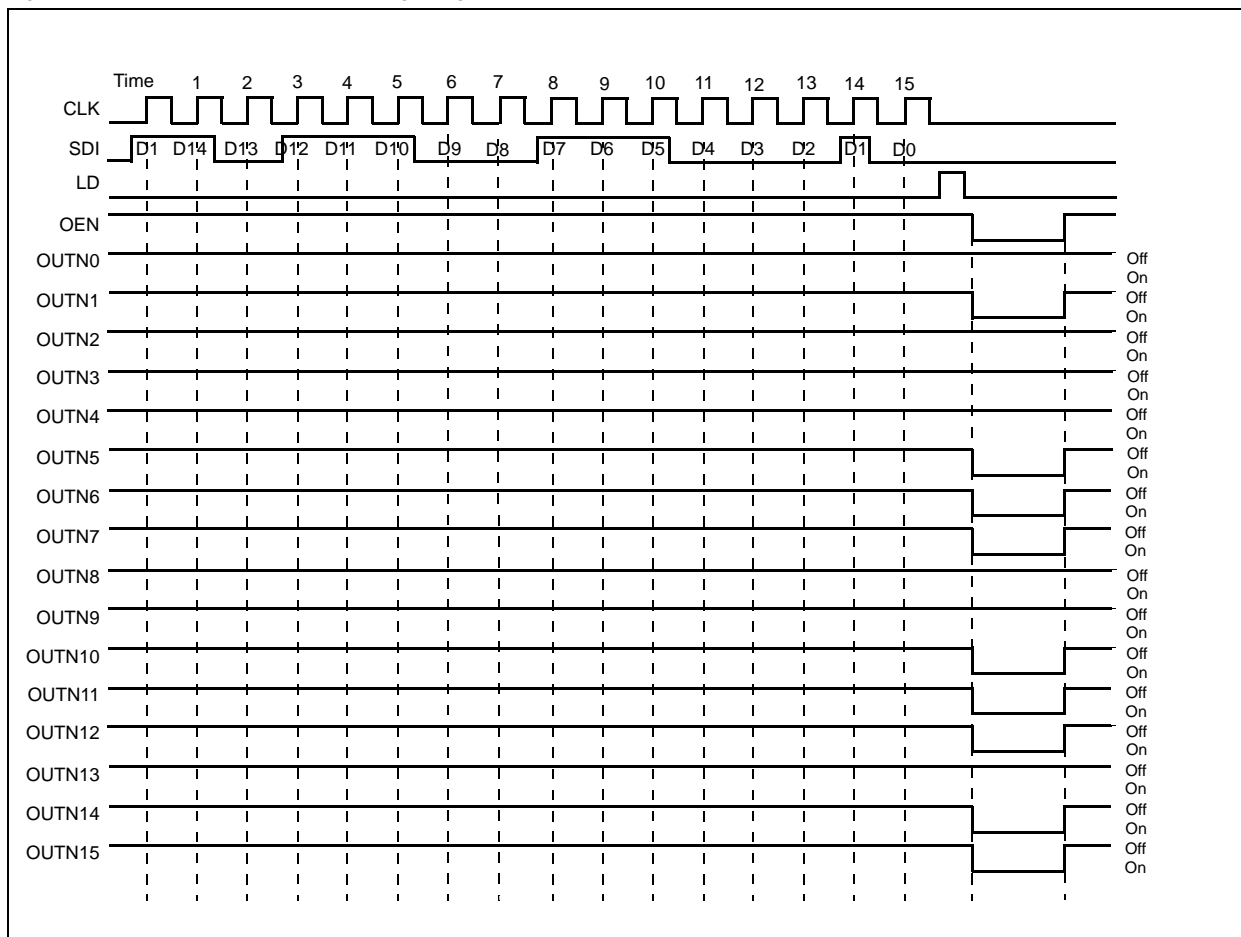 Time 1 2 3 4 5 6 7 8 9 10 11 12 13 14 15
CLK
SDI D1 D14 D13 D12 D11 D10 D9 D8 D7 D6 D5 D4 D3 D2 D1 D0
LD
OEN
OUTN0 Off
On
OUTN1 Off
On
OUTN2 Off
On
OUTN3 Off
On
OUTN4 Off
On
OUTN5 Off
On
OUTN6 Off
On
OUTN7 Off
On
OUTN8 Off
On
OUTN9 Off
On
OUTN10 Off
On
OUTN11 Off
On
OUTN12 Off
On
OUTN13 Off
On
OUTN14 Off
On
OUTN15 Off
On